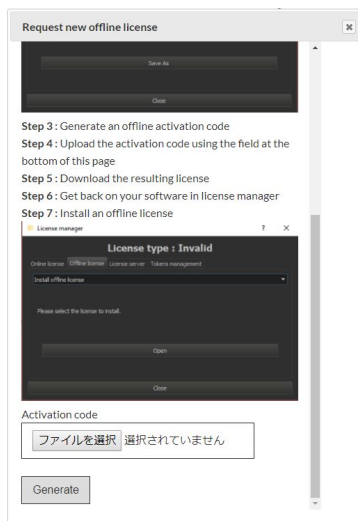 Request new offline license
Save As
Close
Step 3 : Generate an offline activation code
Step 4 : Upload the activation code using the field at the
bottom of this page
Step 5 : Download the resulting license
Step 6 : Get back on your software in license manager
Step 7 : Install an offline license
License manager
License type : Invalid
Online license Offline license License server Tokens management
Install offline license
Please select the license to install.
Open
Close
Activation code
ファイルを選択 選択されていません
Generate